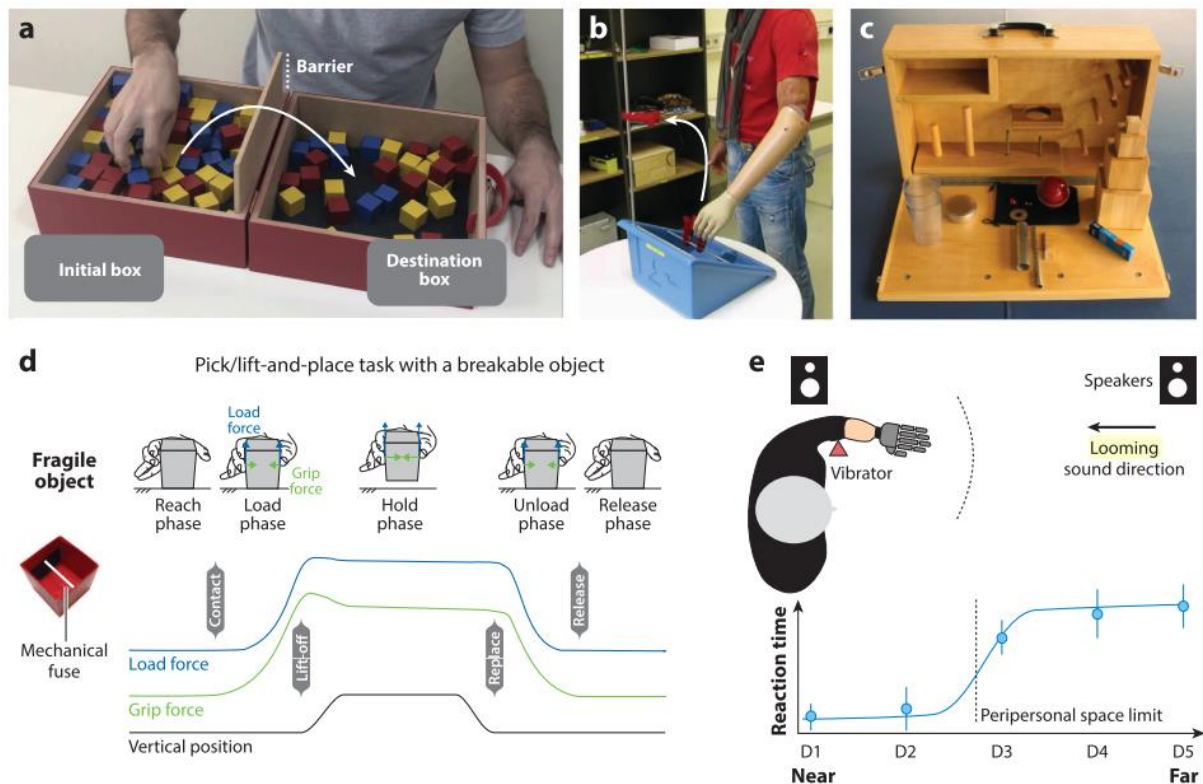 a
Barrier
Initial box
Destination
box
b
c
d
Pick/lift-and-place task with a breakable object
Fragile
object
Load
force
Grip
force
Reach
phase
Load
phase
Hold
phase
Unload
phase
Release
phase
Mechanical
fuse
Contact
Lift-off
Replace
Release
Load force
Grip force
Vertical position
e
Speakers
Looming
sound direction
Vibrator
Reaction time
Peripersonal space limit
D1
D2
D3
D4
D5
Near
Far